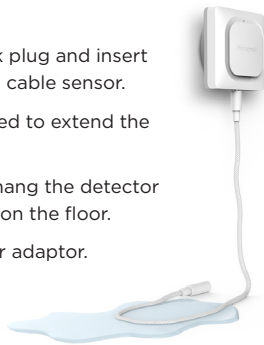 plug and insert
cable sensor.
ed to extend the
hang the detector
on the floor.
r adaptor.